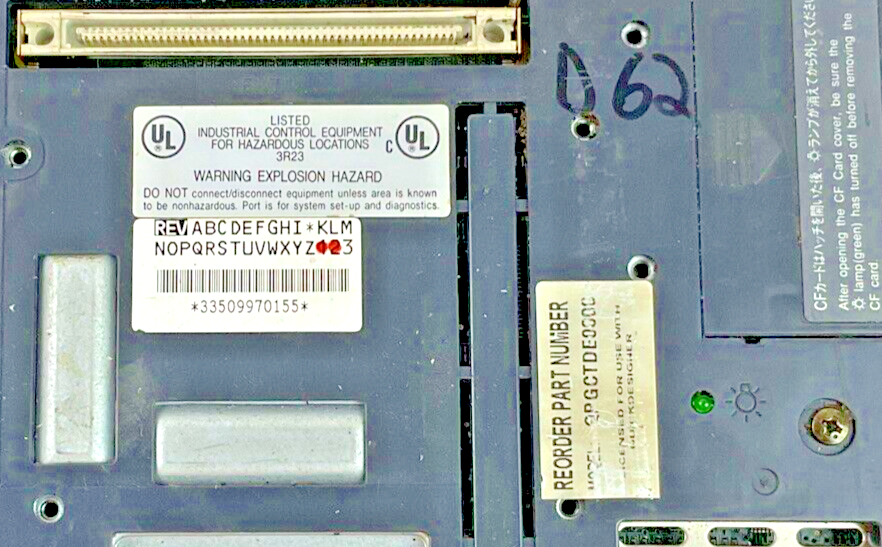 UL
LISTED
INDUSTRIAL CONTROL EQUIPMENT
FOR HAZARDOUS LOCATIONS
3R23
C UL
WARNING EXPLOSION HAZARD
DO NOT connect/disconnect equipment unless area is known
to be nonhazardous. Port is for system set-up and diagnostics.
REV ABCDEFGHI*KLM
NOPQRSTUVWXYZ 23
*33509970155*
062
REORDER PART NUMBER
LICENSED FOR USE WITH
CFカードはハッチを開いた後、ランプが消えてから外してください
After opening the CF Card cover, be sure the
lamp(green) has turned off before removing the
CF card.